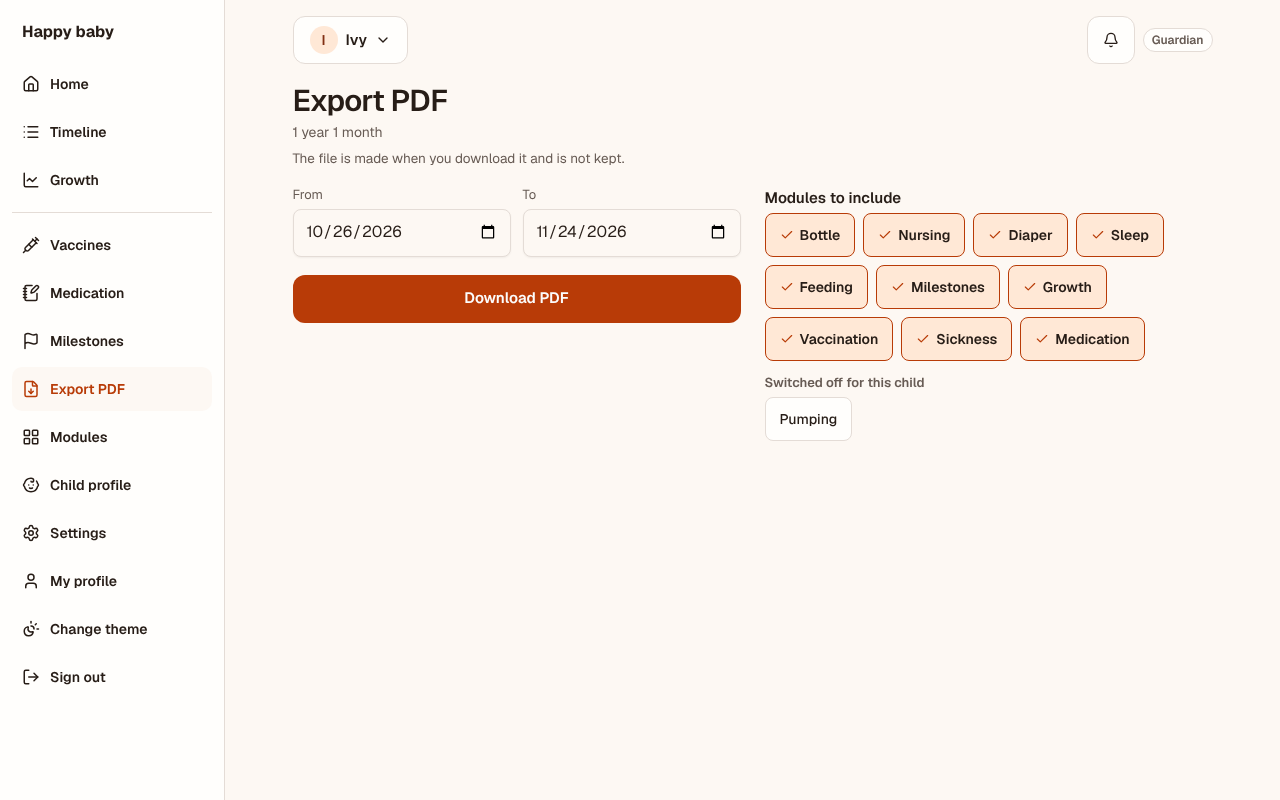 Happy baby
Home
Timeline
Growth
Vaccines
Medication
Milestones
Export PDF
Modules
Child profile
Settings
My profile
Change theme
Sign out
I Ivy
Guardian
Export PDF
1 year 1 month
The file is made when you download it and is not kept.
From To
10/26/2026 11/24/2026
Download PDF
Modules to include
Bottle Nursing Diaper Sleep
Feeding Milestones Growth
Vaccination Sickness Medication
Switched off for this child
Pumping